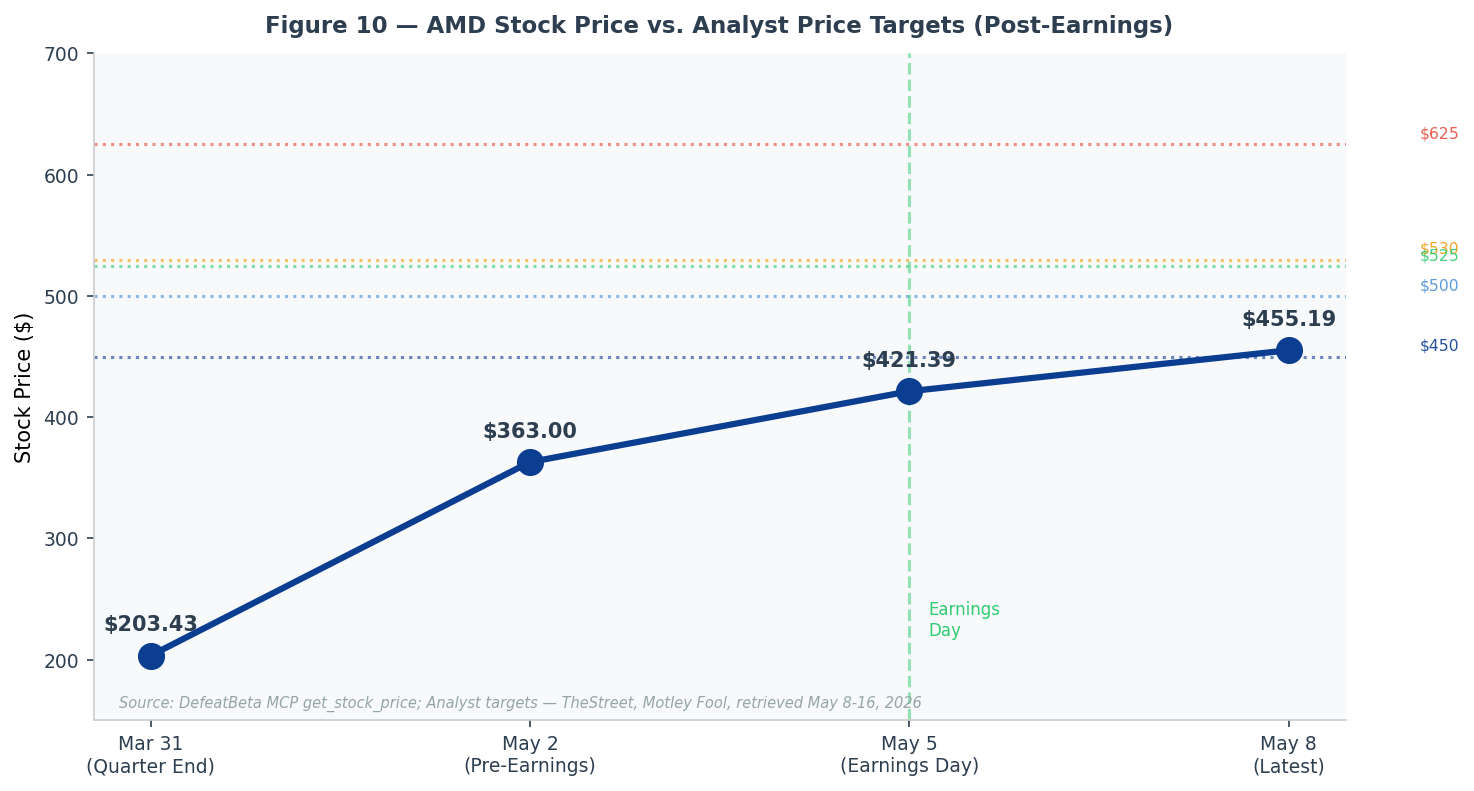 Figure 10 — AMD Stock Price vs. Analyst Price Targets (Post-Earnings)
Stock Price ($)
700
600
500
400
300
200
$625
$530
$525
$500
$450
$203.43
$363.00
$421.39
$455.19
Earnings
Day
Source: DefeatBeta MCP get_stock_price; Analyst targets — TheStreet, Motley Fool, retrieved May 8-16, 2026
Mar 31
(Quarter End)
May 2
(Pre-Earnings)
May 5
(Earnings Day)
May 8
(Latest)